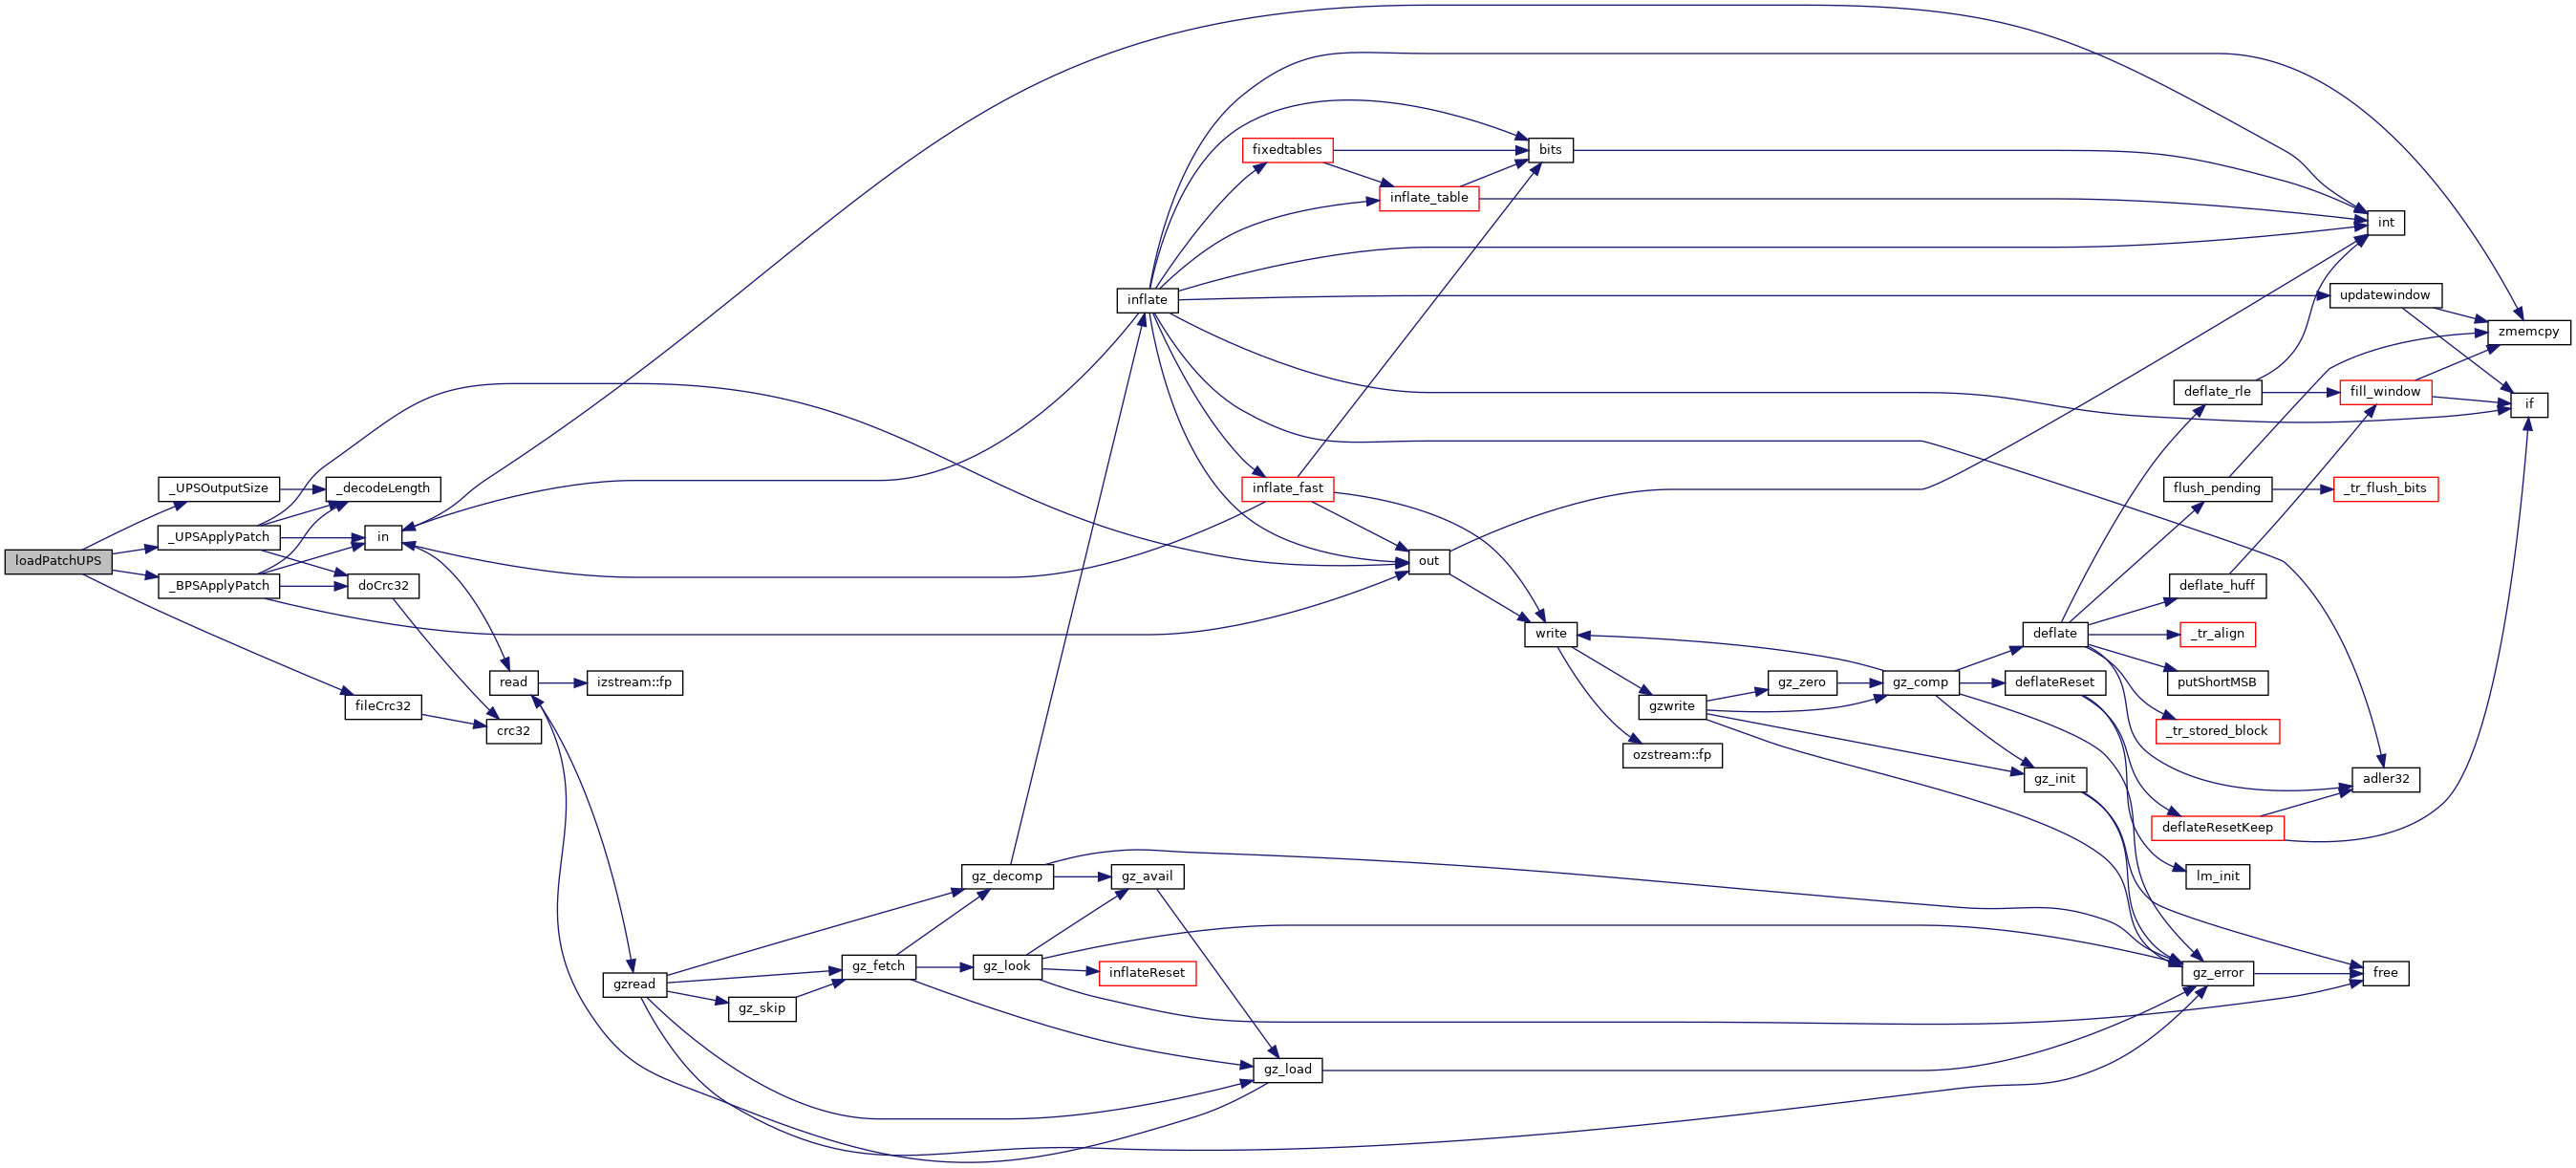 loadPatchUPS
_UPSOutputSize
_UPSApplyPatch
_BPSApplyPatch
_decodeLength
in
doCrc32
fileCrc32
read
crc32
izstream::fp
gzread
gz_skip
gz_fetch
gz_decomp
gz_look
gz_avail
inflateReset
gz_load
inflate
fixedtables
inflate_table
inflate_fast
bits
out
write
gzwrite
ozstream::fp
gz_zero
gz_comp
deflate
deflateReset
gz_init
deflate_rle
flush_pending
deflate_huff
_tr_align
putShortMSB
_tr_stored_block
deflateResetKeep
lm_init
gz_error
int
updatewindow
fill_window
_tr_flush_bits
adler32
free
zmemcpy
if